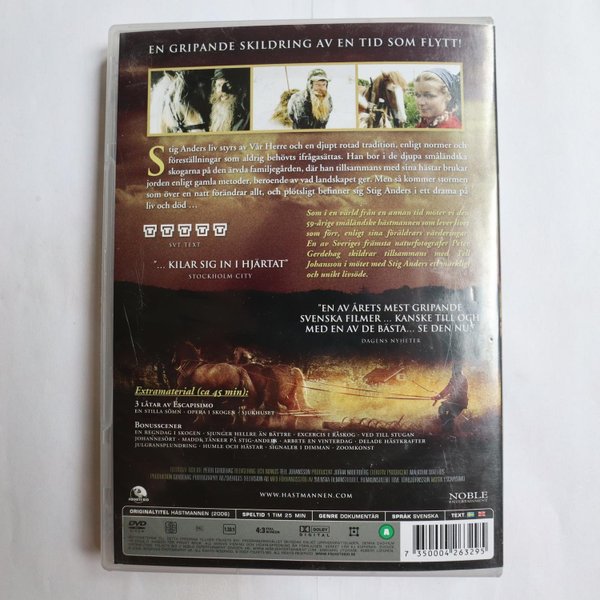 EN GRIPANDE SKILDRING AV EN TID SOM FLYTT!
Stig Anders liv styrs av Vår Herre och en djupt rotad tradition, enligt normer och
föreställningar som aldrig behövts ifrågasättas. Han bor i de djupa småländska
skogarna på den ärvda familjegården, där han tillsammans med sina hästar brukar
jorden enligt gamla metoder, beroende av vad landskapet ger. Men så kommer stormen
som över en natt förändrar allt, och plötsligt befinner sig Stig Anders i ett drama på
liv och död ...
Som i en värld från en annan tid möter vi den
59-årige småländske hästmannen som lever livet
som förr, enligt sina föräldrars värderingar.
En av Sveriges främsta naturfotografer Peter
Gerdehag skildrar tillsammans med Tell
Johansson i mötet med Stig Anders ett märkligt
och unikt livsöde.
SVT TEXT
"... KILAR SIG IN I HJÄRTAT"
STOCKHOLM CITY
"EN AV ÅRETS MEST GRIPANDE
SVENSKA FILMER ... KANSKE TILL OCH
MED EN AV DE BÄSTA... SE DEN NU!"
DAGENS NYHETER
Extramaterial (ca 45 min):
3 LÅTAR AV ESCAPISIMO
EN STILLA SÖMN · OPERA I SKOGEN · SJUKHUSET
BONUSSCENER
EN REGNDAG I SKOGEN · SJUNGER HELLRE ÄN BÄTTRE · EXCERCIS I RÅSKOG · VED TILL STUGAN
JOHANNESÖRT · MADDE TÄNKER PÅ STIG-ANDERS · ARBETE EN VINTERDAG · DELADE HÄSTKRAFTER
JULGRANSPLUNDRING · HUMLE OCH HÄSTAR · SIGNALER I DIMMAN · ZOOMKONST
WWW.HASTMANNEN.COM
NOBLE
ENTERTAINMENT
ORIGINALTITEL HÄSTMANNEN (2006)
SPELTID 1 TIM 25 MIN
GENRE DOKUMENTÄR
SPRÅK SVENSKA
TEXT
DVD
4:3
DOLBY
DIGITAL
A
7 350004 263295